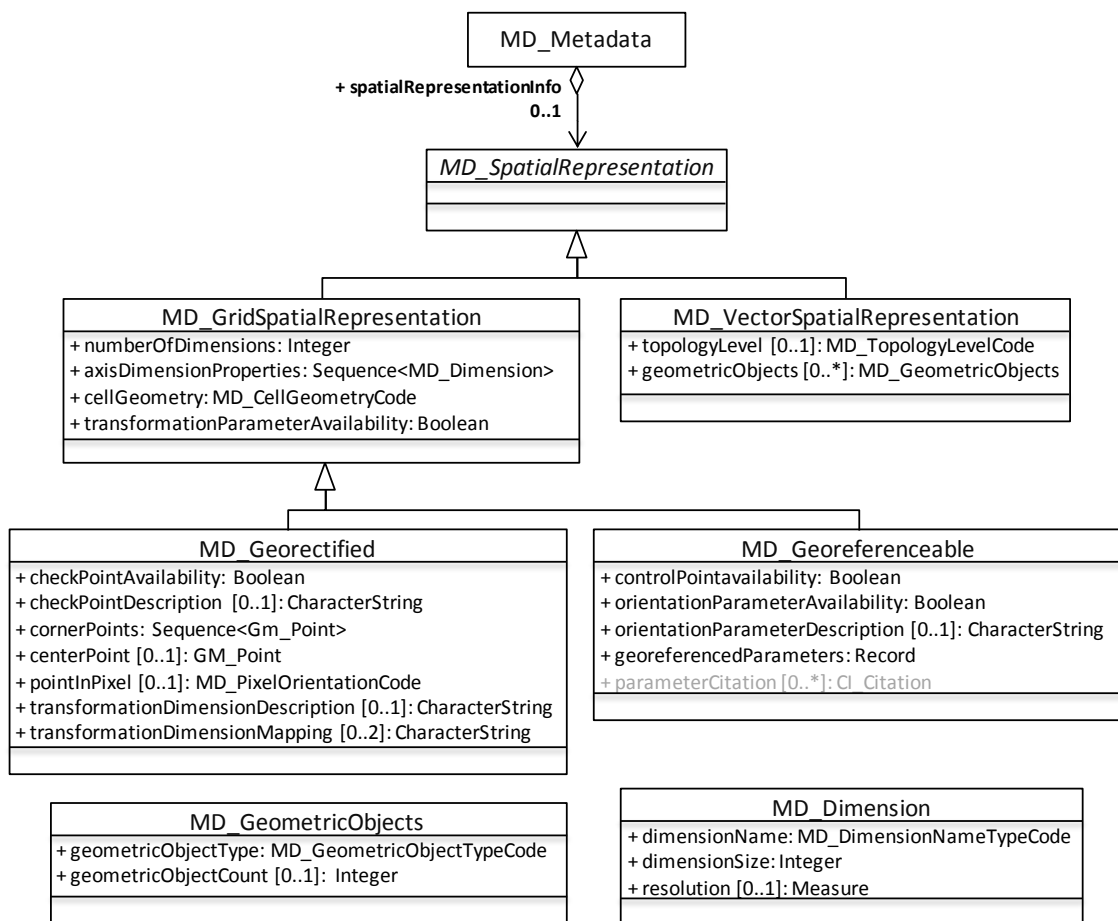 MD_Metadata
+ spatialRepresentationInfo
0..1
MD_SpatialRepresentation
MD_GridSpatialRepresentation
+ numberOfDimensions: Integer
+ axisDimensionProperties: Sequence<MD_Dimension>
+ cellGeometry: MD_CellGeometryCode
+ transformationParameterAvailability: Boolean
MD_VectorSpatialRepresentation
+ topologyLevel [0..1]: MD_TopologyLevelCode
+ geometricObjects [0..*]: MD_GeometricObjects
MD_Georectified
+ checkPointAvailability: Boolean
+ checkPointDescription [0..1]: CharacterString
+ cornerPoints: Sequence<Gm_Point>
+ centerPoint [0..1]: GM_Point
+ pointInPixel [0..1]: MD_PixelOrientationCode
+ transformationDimensionDescription [0..1]: CharacterString
+ transformationDimensionMapping [0..2]: CharacterString
MD_Georeferenceable
+ controlPointavailability: Boolean
+ orientationParameterAvailability: Boolean
+ orientationParameterDescription [0..1]: CharacterString
+ georeferencedParameters: Record
+ parameterCitation [0..*]: CI_Citation
MD_GeometricObjects
+ geometricObjectType: MD_GeometricObjectTypeCode
+ geometricObjectCount [0..1]: Integer
MD_Dimension
+ dimensionName: MD_DimensionNameTypeCode
+ dimensionSize: Integer
+ resolution [0..1]: Measure